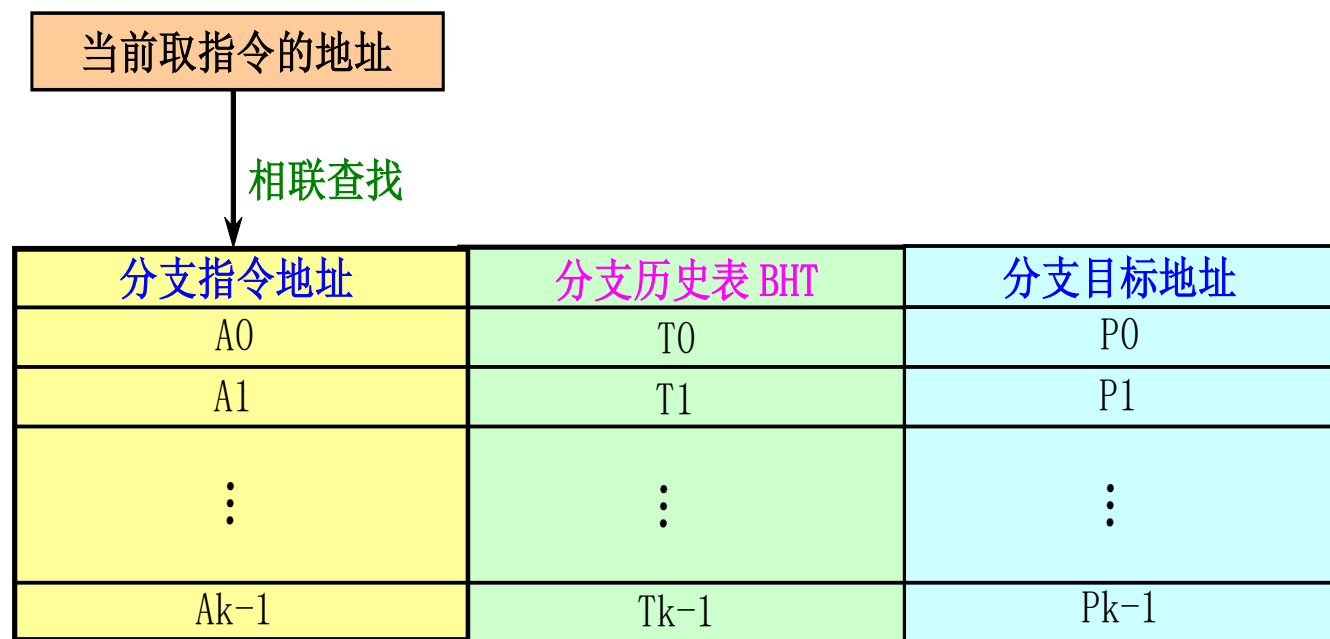 当前取指令的地址
相联查找
分支指令地址 分支历史表 BHT 分支目标地址
A0 T0 P0
A1 T1 P1
⋮ ⋮ ⋮
Ak-1 Tk-1 Pk-1